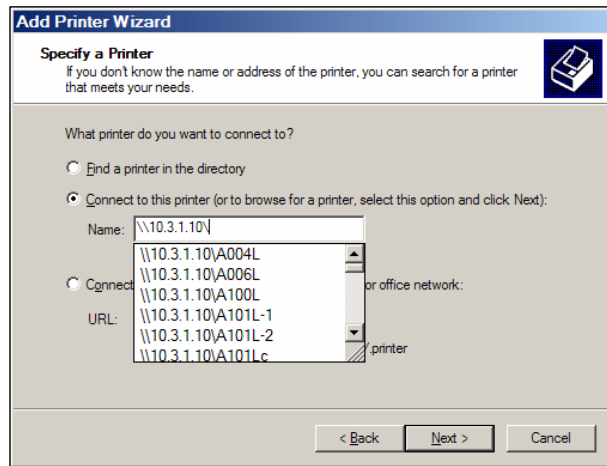 Add Printer Wizard
Specify a Printer
If you don't know the name or address of the printer, you can search for a printer
that meets your needs.
What printer do you want to connect to?
Find a printer in the directory
Connect to this printer (or to browse for a printer, select this option and click Next):
Name: \\10.3.1.10\
\\10.3.1.10\A004L
\\10.3.1.10\A006L
\\10.3.1.10\A100L
Connect or office network:
\\10.3.1.10\A101L-1
URL:
\\10.3.1.10\A101L-2
\\10.3.1.10\A101Lc
/.printer
< Back Next > Cancel